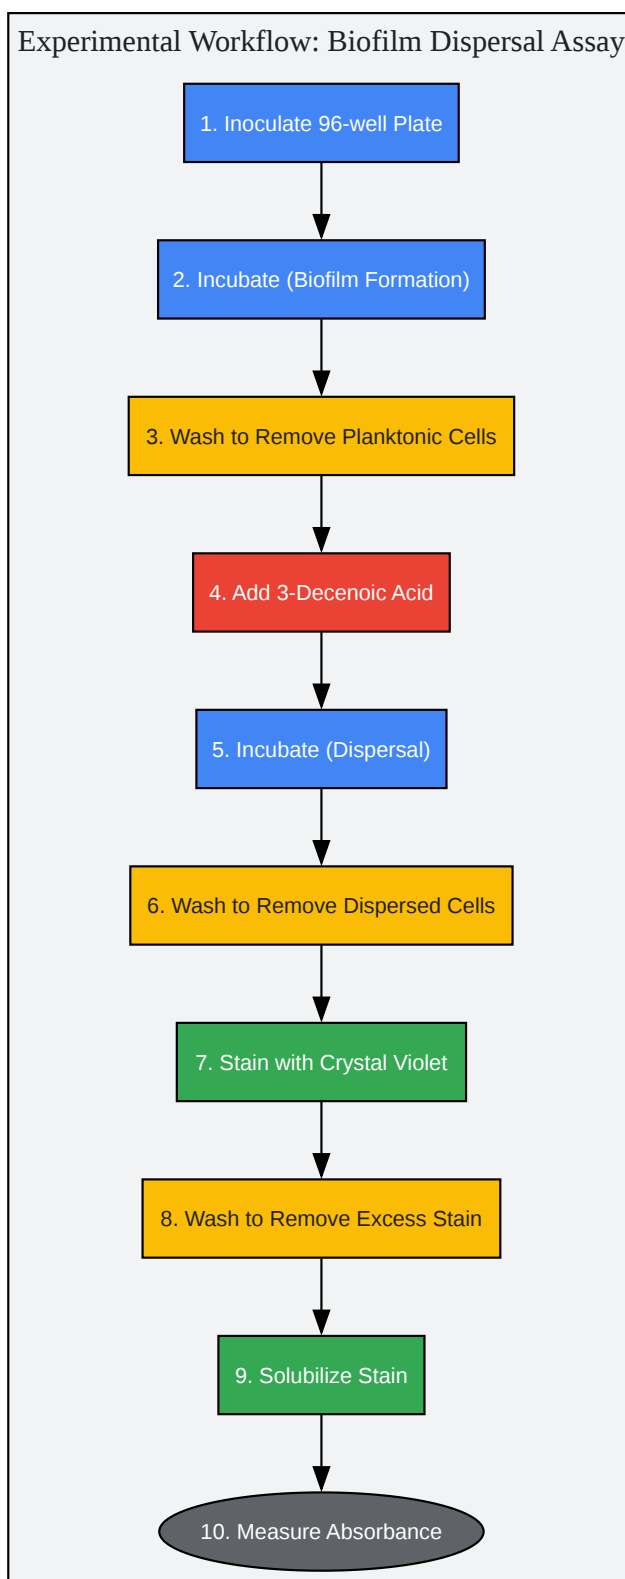 Experimental Workflow: Biofilm Dispersal Assay
1. Inoculate 96-well Plate
2. Incubate (Biofilm Formation)
3. Wash to Remove Planktonic Cells
4. Add 3-Decenoic Acid
5. Incubate (Dispersal)
6. Wash to Remove Dispersed Cells
7. Stain with Crystal Violet
8. Wash to Remove Excess Stain
9. Solubilize Stain
10. Measure Absorbance